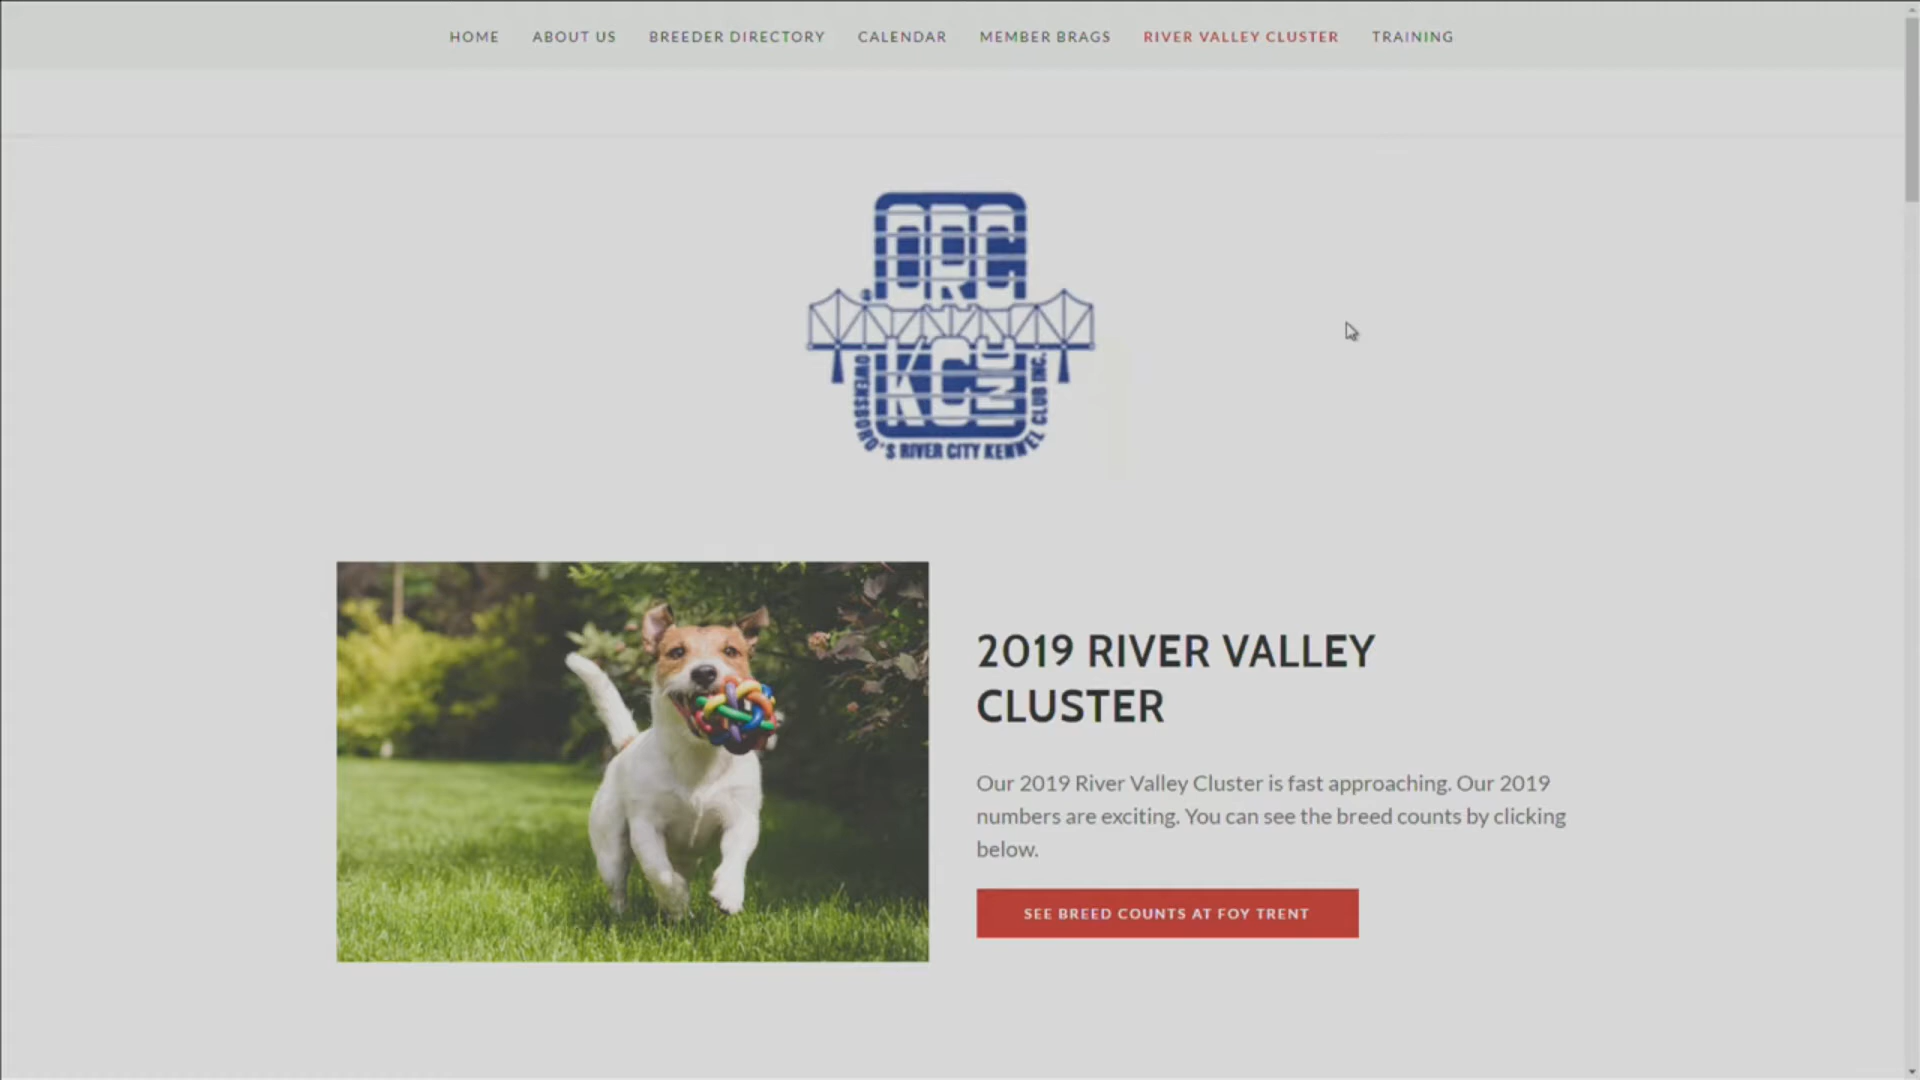 HOME ABOUT US BREEDER DIRECTORY CALENDAR MEMBER BRAGS RIVER VALLEY CLUSTER TRAINING
ORC
KC INC
OWENSBORO'S RIVER CITY KENNEL CLUB INC.
2019 RIVER VALLEY
CLUSTER
Our 2019 River Valley Cluster is fast approaching. Our 2019
numbers are exciting. You can see the breed counts by clicking
below.
SEE BREED COUNTS AT FOY TRENT